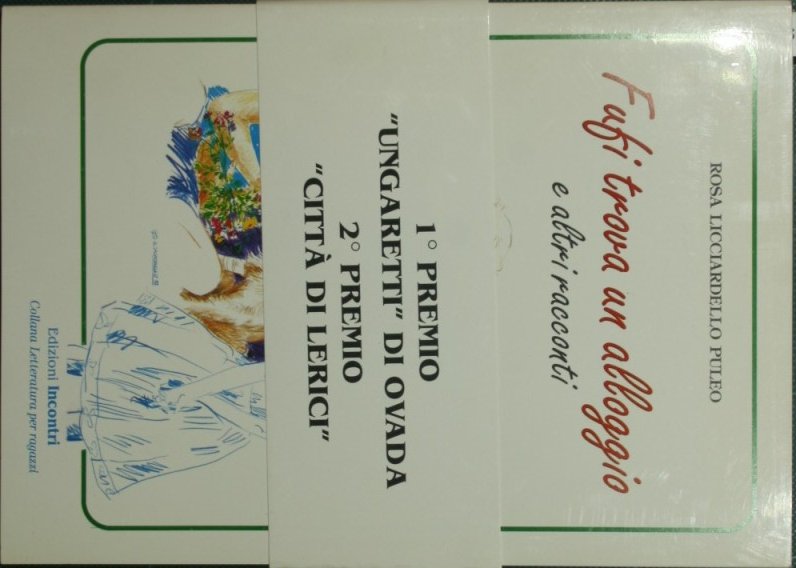 ROSA LICCIARDELLO PULEO
Fufi trova un alloggio
e altri racconti
1° PREMIO
"UNGARETTI" DI OVADA
2° PREMIO
"CITTÀ DI LERICI"
Edizioni Incontri
Collana Letteratura per ragazzi